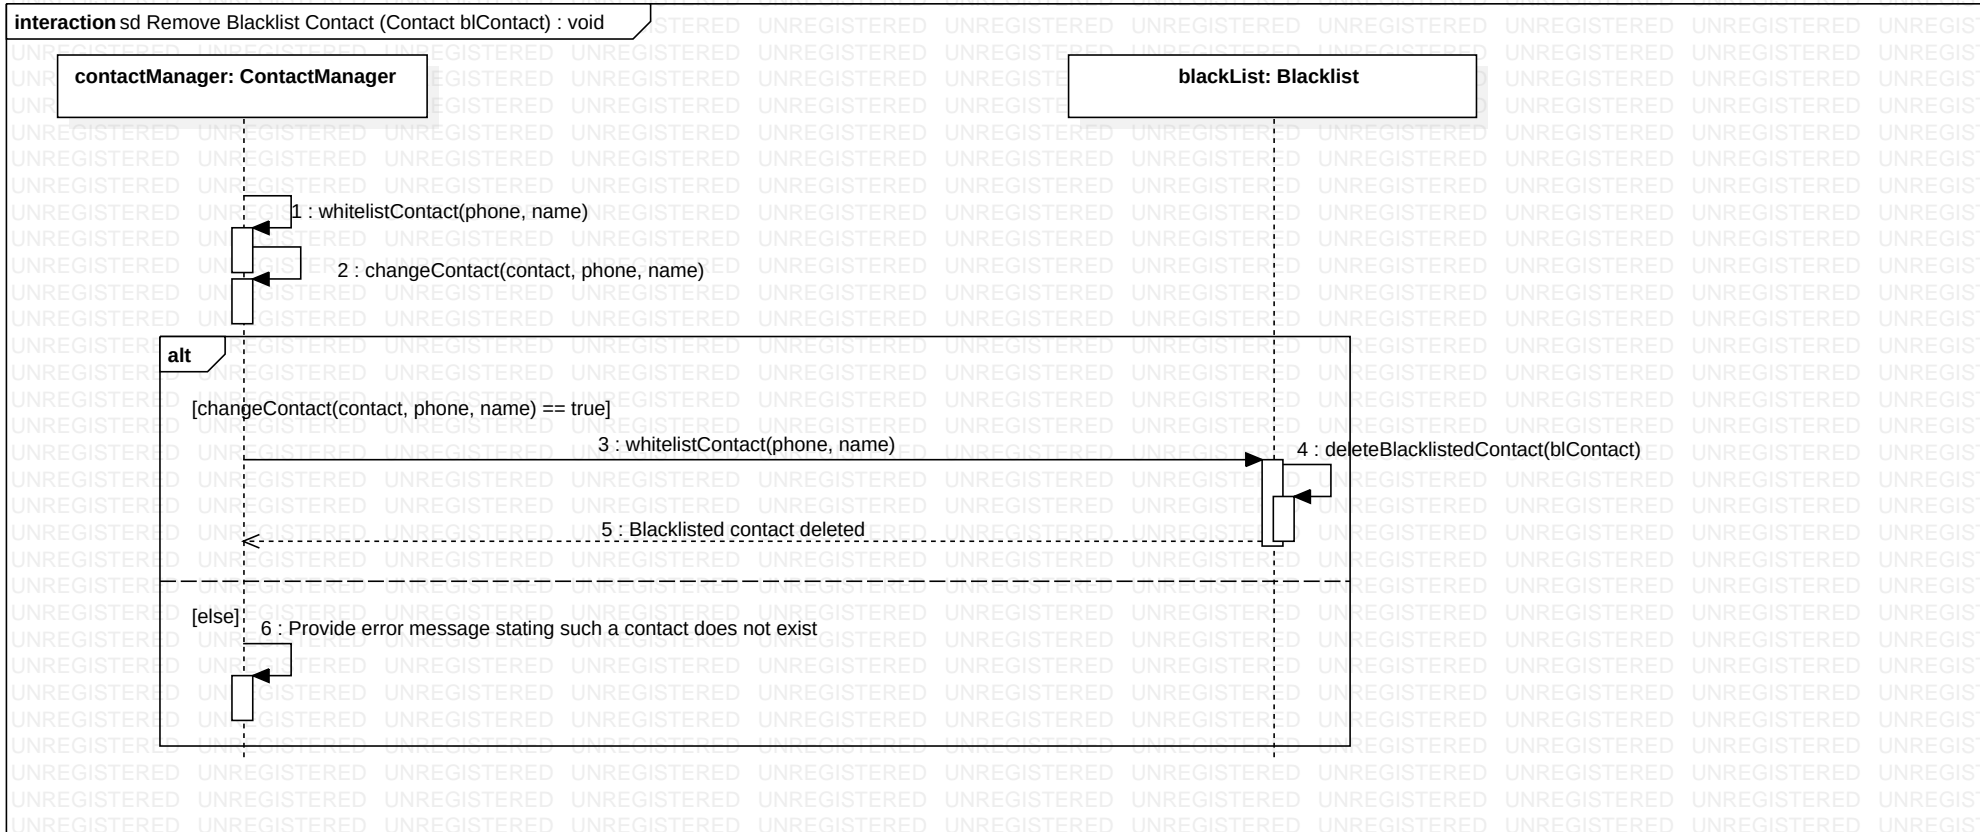 interaction sd Remove Blacklist Contact (Contact blContact) : void
contactManager: ContactManager
blackList: Blacklist
1 : whitelistContact(phone, name)
2 : changeContact(contact, phone, name)
alt
[changeContact(contact, phone, name) == true]
3 : whitelistContact(phone, name)
4 : deleteBlacklistedContact(blContact)
5 : Blacklisted contact deleted
[else]
6 : Provide error message stating such a contact does not exist
UNREGISTERED